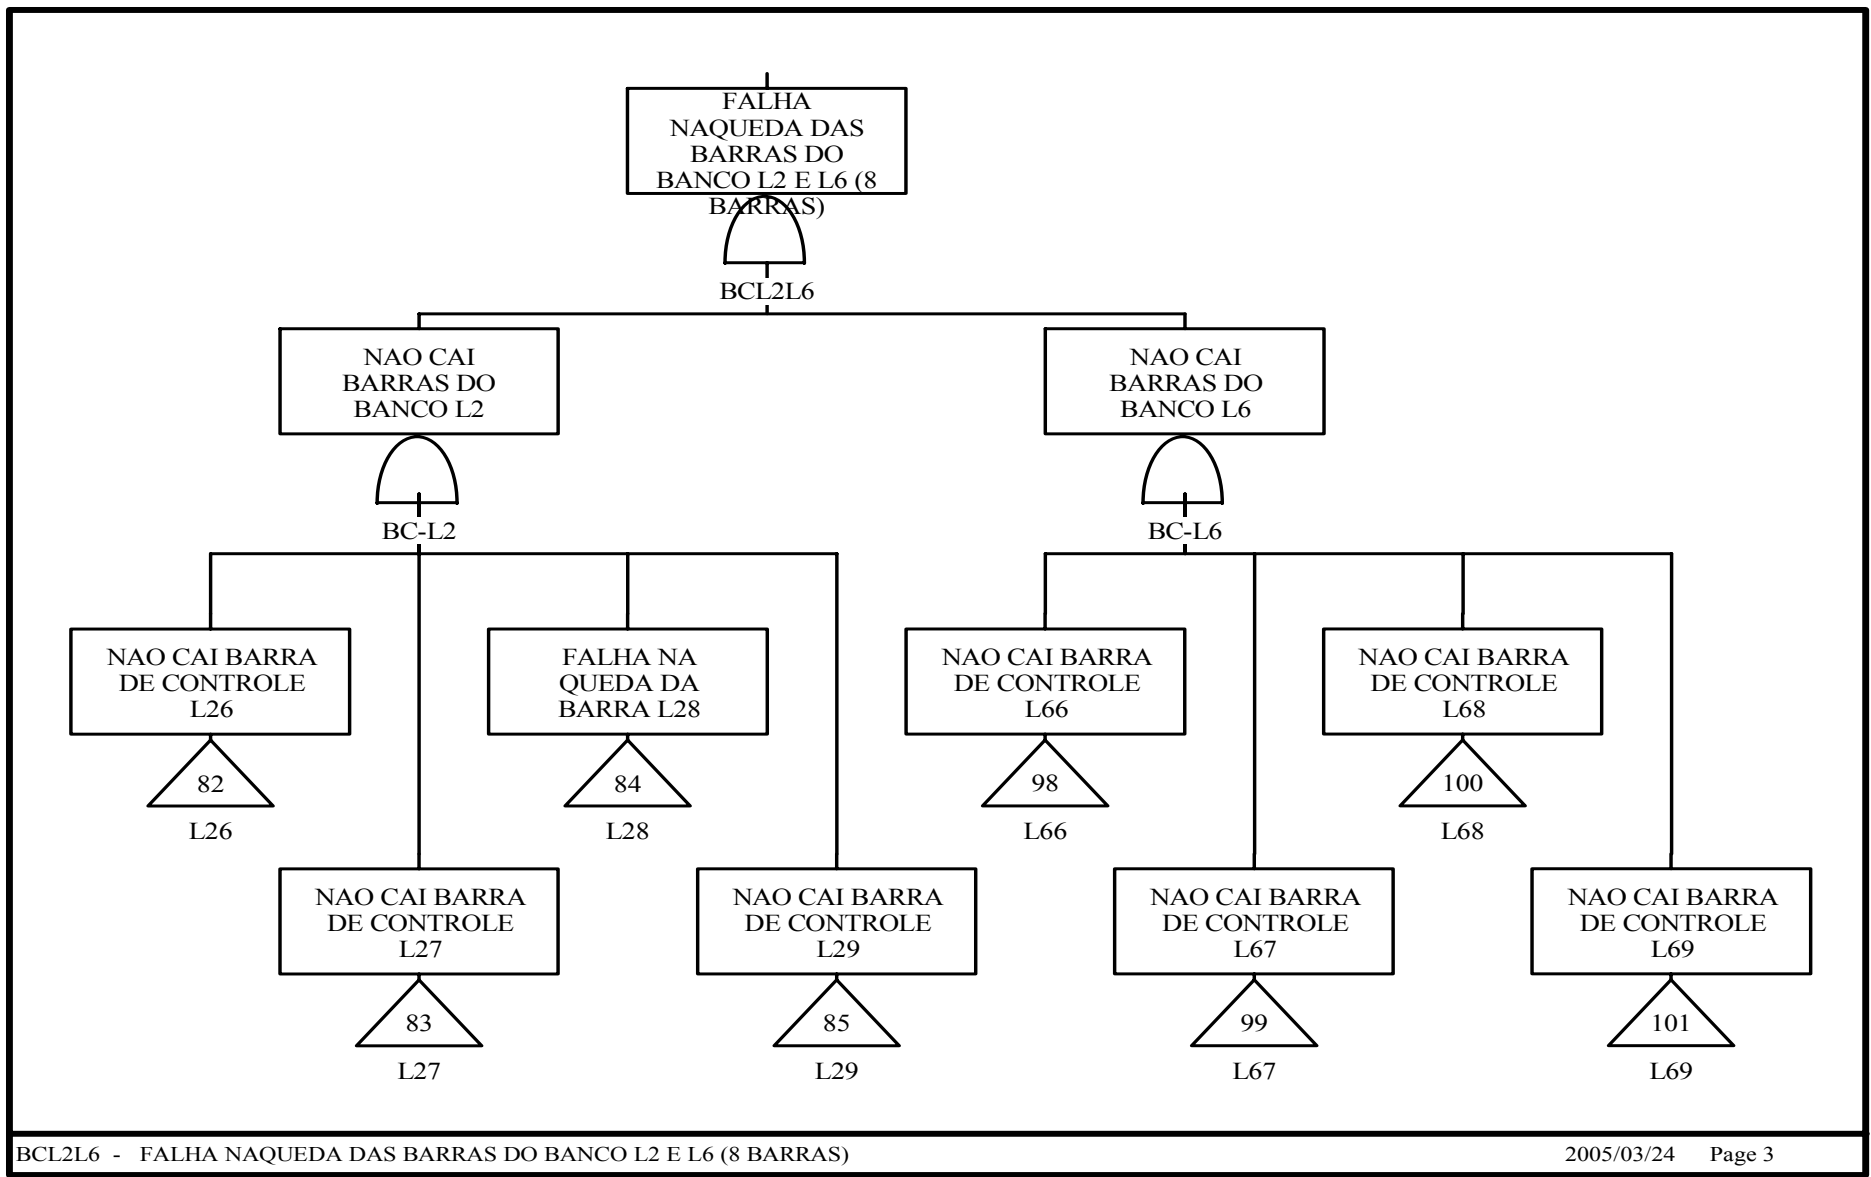 FALHA
NAQUEDA DAS
BARRAS DO
BANCO L2 E L6 (8
BARRAS)
BCL2L6
NAO CAI
BARRAS DO
BANCO L2
BC-L2
NAO CAI
BARRAS DO
BANCO L6
BC-L6
NAO CAI BARRA
DE CONTROLE
L26
82
L26
FALHA NA
QUEDA DA
BARRA L28
84
L28
NAO CAI BARRA
DE CONTROLE
L66
98
L66
NAO CAI BARRA
DE CONTROLE
L68
100
L68
NAO CAI BARRA
DE CONTROLE
L27
83
L27
NAO CAI BARRA
DE CONTROLE
L29
85
L29
NAO CAI BARRA
DE CONTROLE
L67
99
L67
NAO CAI BARRA
DE CONTROLE
L69
101
L69
BCL2L6 - FALHA NAQUEDA DAS BARRAS DO BANCO L2 E L6 (8 BARRAS) 2005/03/24 Page 3